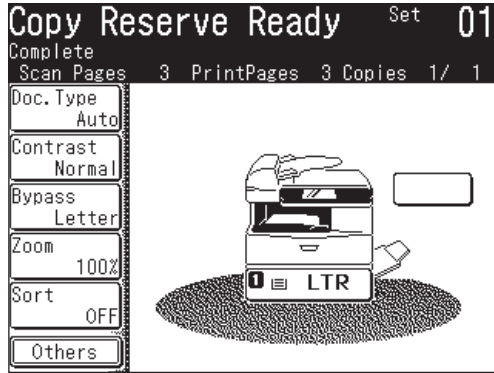 Copy Reserve Ready Set 01
Complete
Scan Pages 3 PrintPages 3 Copies 1/ 1
Doc.Type
Auto
Contrast
Normal
Bypass
Letter
Zoom
100%
Sort
OFF
Others
1 LTR